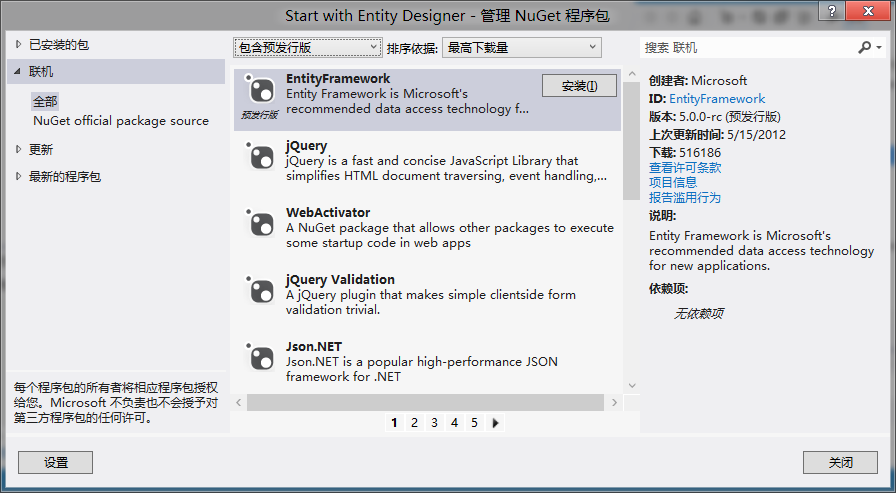 Start with Entity Designer - 管理 NuGet 程序包
已安装的包
联机
全部
NuGet official package source
更新
最新的程序包
每个程序包的所有者将相应程序包授权
给您。Microsoft 不负责也不会授予对
第三方程序包的任何许可。
设置
包含预发行版
排序依据:
最高下载量
EntityFramework
Entity Framework is Microsoft's
recommended data access technology f...
预发行版
安装(I)
jQuery
jQuery is a fast and concise JavaScript Library that
simplifies HTML document traversing, event handling,...
WebActivator
A NuGet package that allows other packages to execute
some startup code in web apps
jQuery Validation
A jQuery plugin that makes simple clientside form
validation trivial.
Json.NET
Json.NET is a popular high-performance JSON
framework for .NET
1 2 3 4 5
搜索 联机
创建者: Microsoft
ID: EntityFramework
版本: 5.0.0-rc (预发行版)
上次更新时间: 5/15/2012
下载: 516186
查看许可条款
项目信息
报告滥用行为
说明:
Entity Framework is Microsoft's
recommended data access technology
for new applications.
依赖项:
无依赖项
关闭